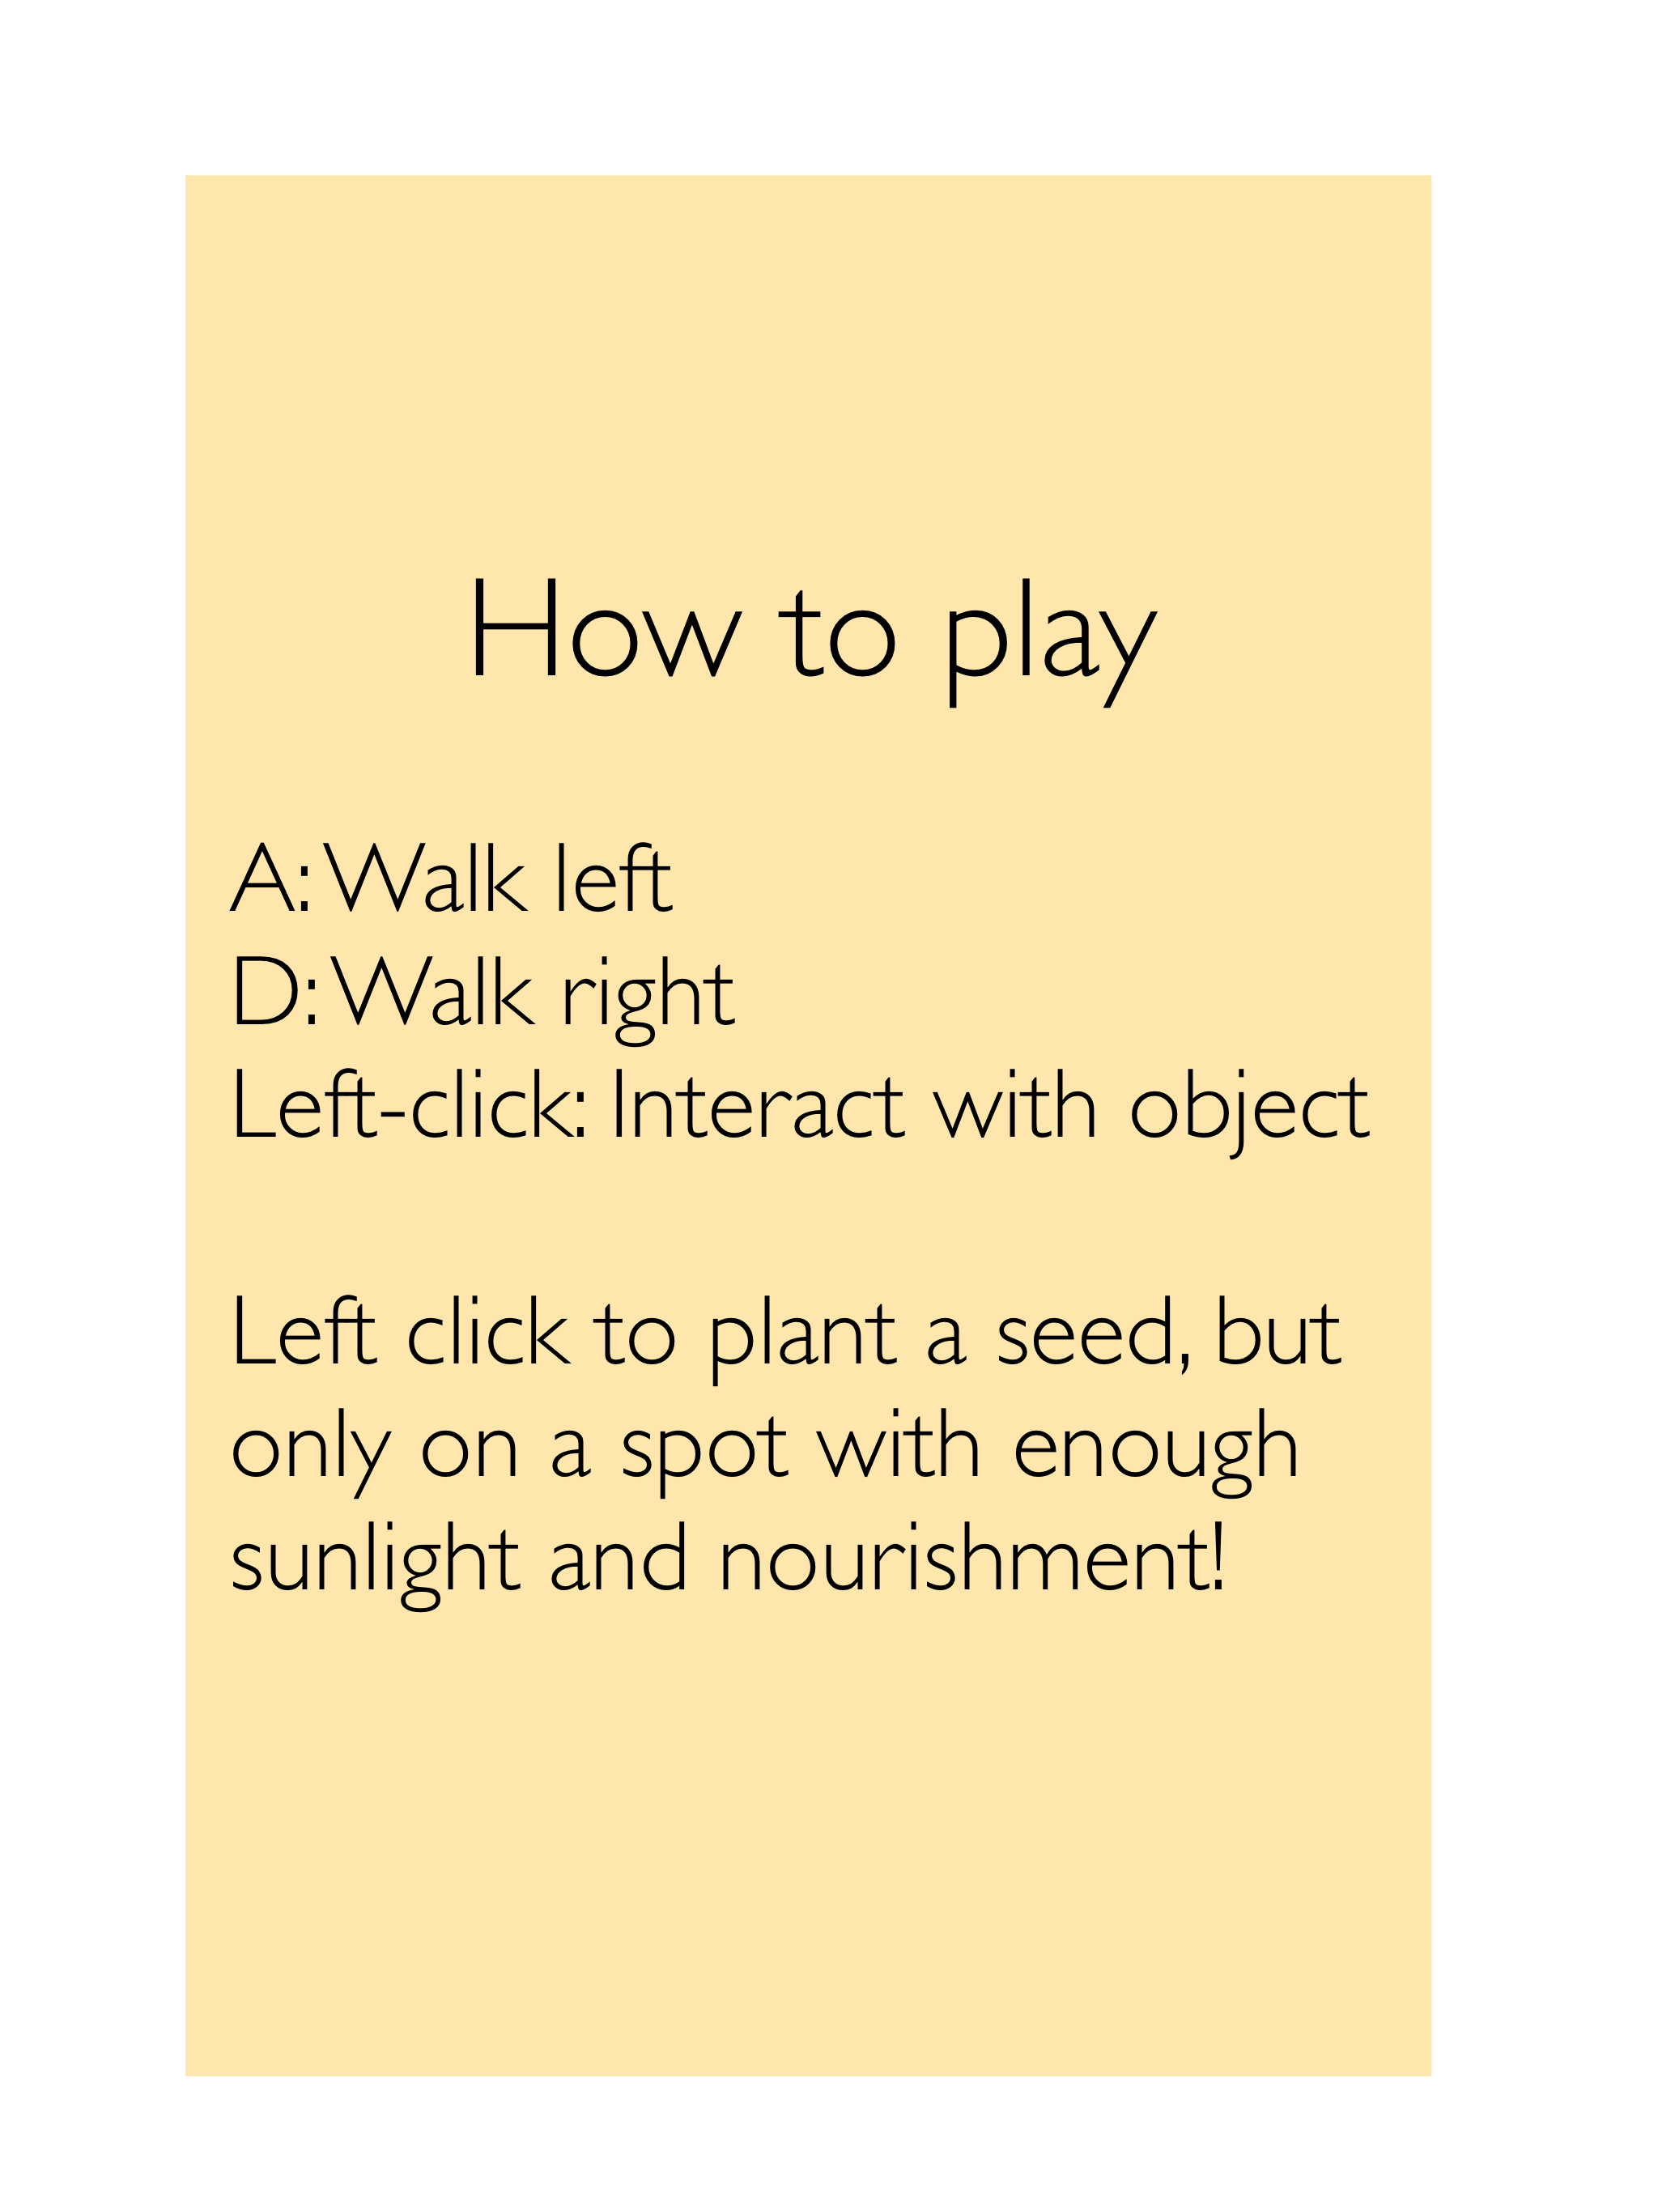 How to play
A: Walk left
D: Walk right
Left-click: Interact with object
Left click to plant a seed, but
only on a spot with enough
sunlight and nourishment!